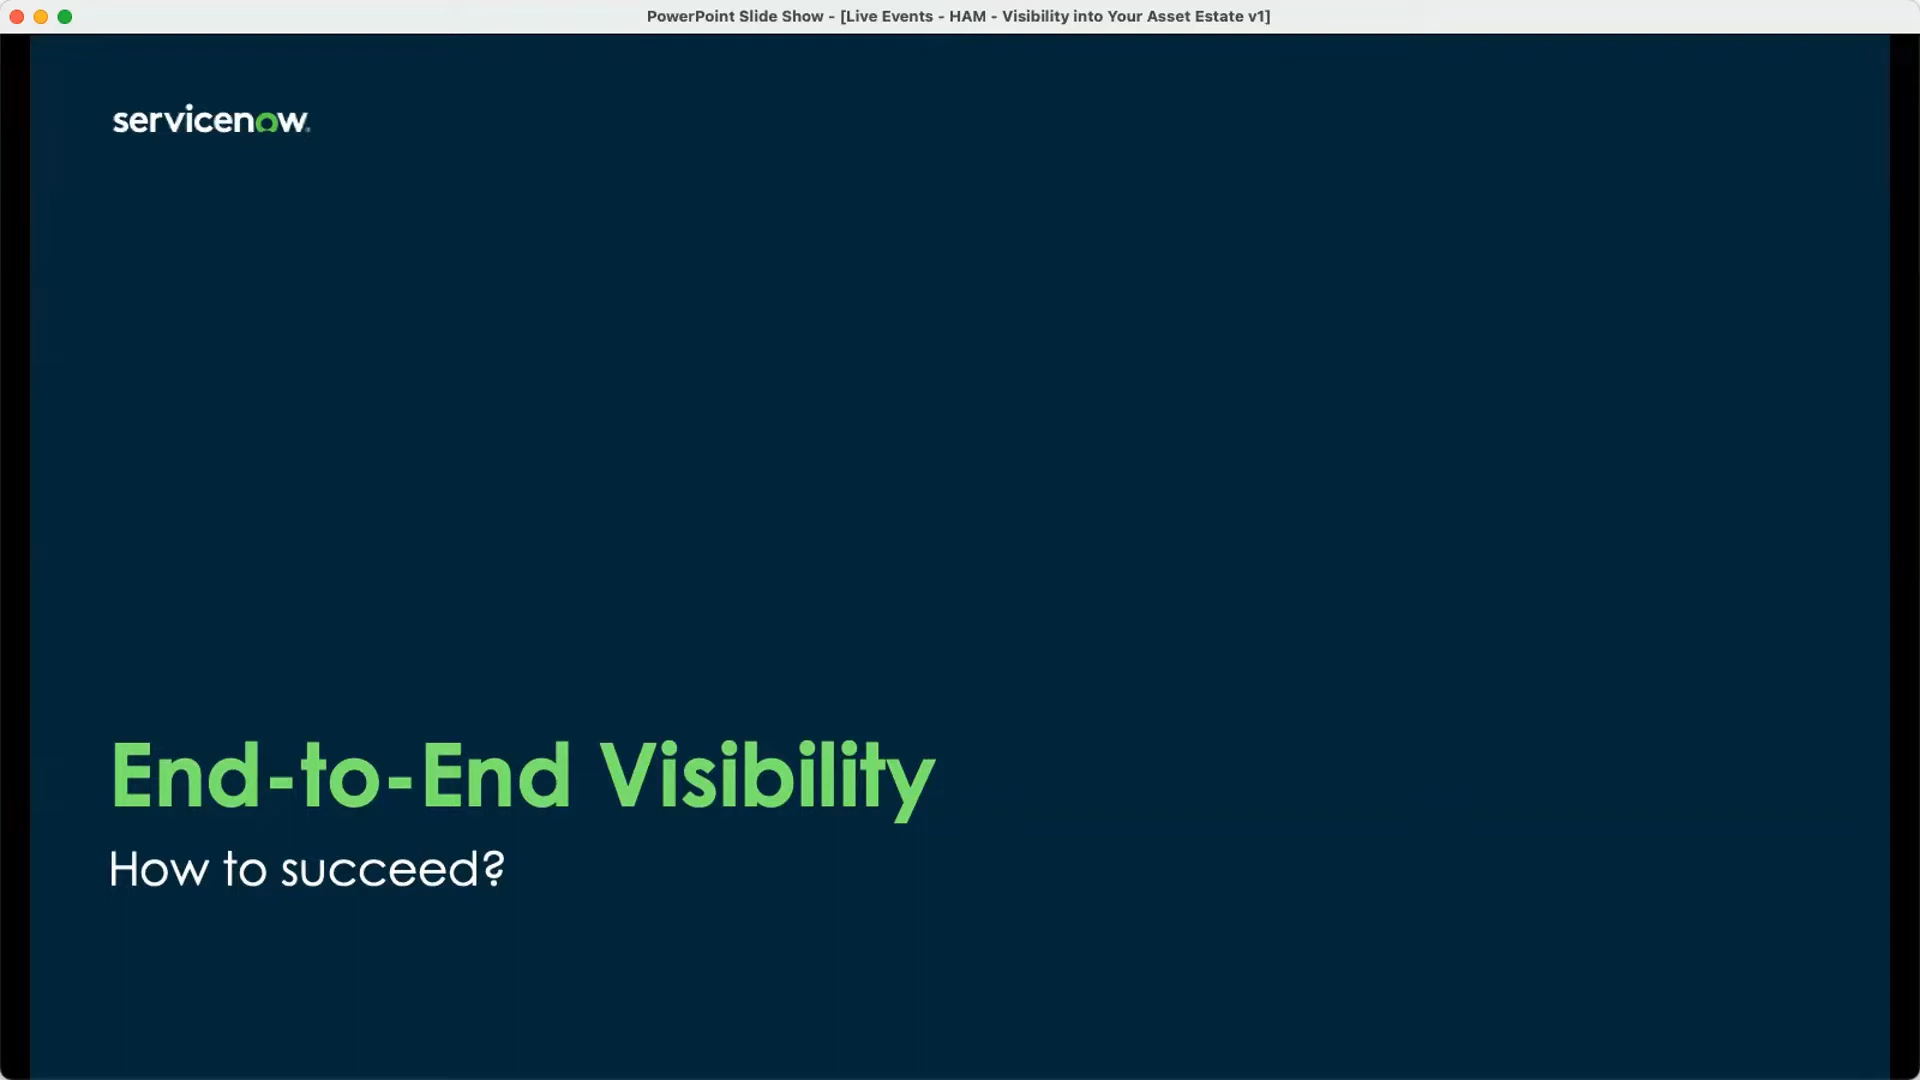 PowerPoint Slide Show - [Live Events - HAM - Visibility into Your Asset Estate v1]
servicenow.
End-to-End Visibility
How to succeed?